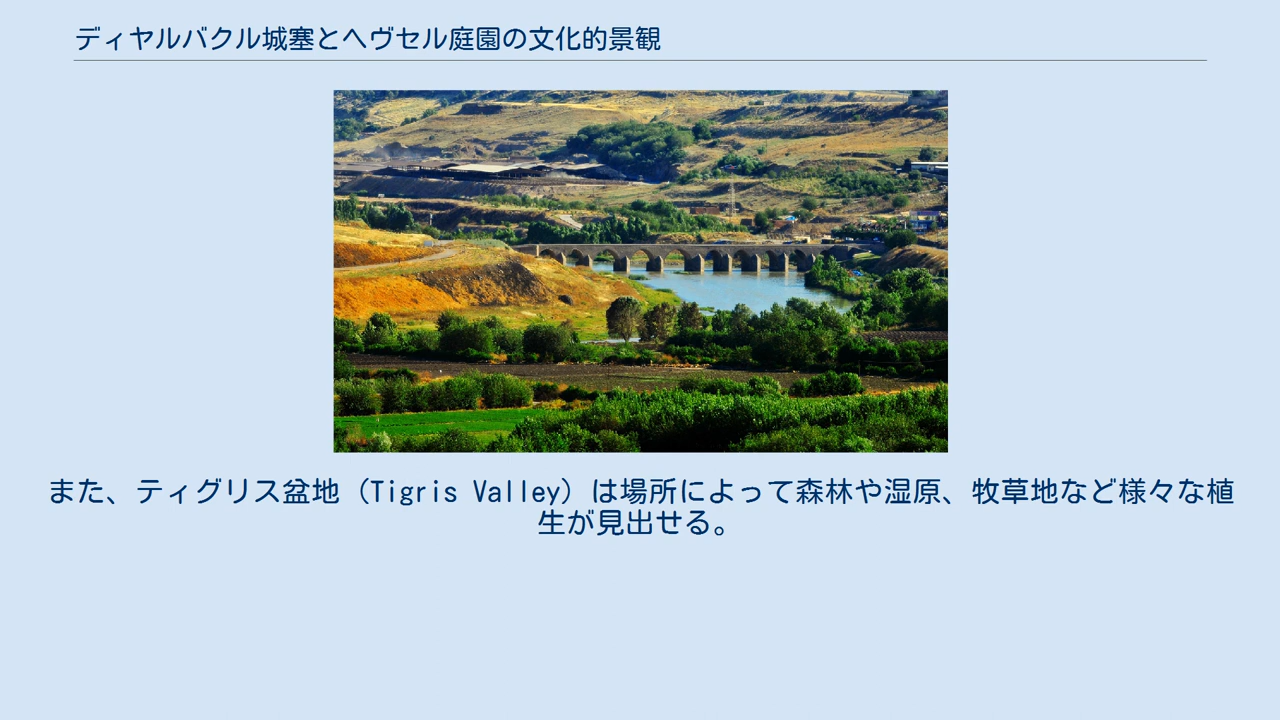 ディヤルバクル城塞とヘヴセル庭園の文化的景観
また、ティグリス盆地（Tigris Valley）は場所によって森林や湿原、牧草地など様々な植
生が見出せる。